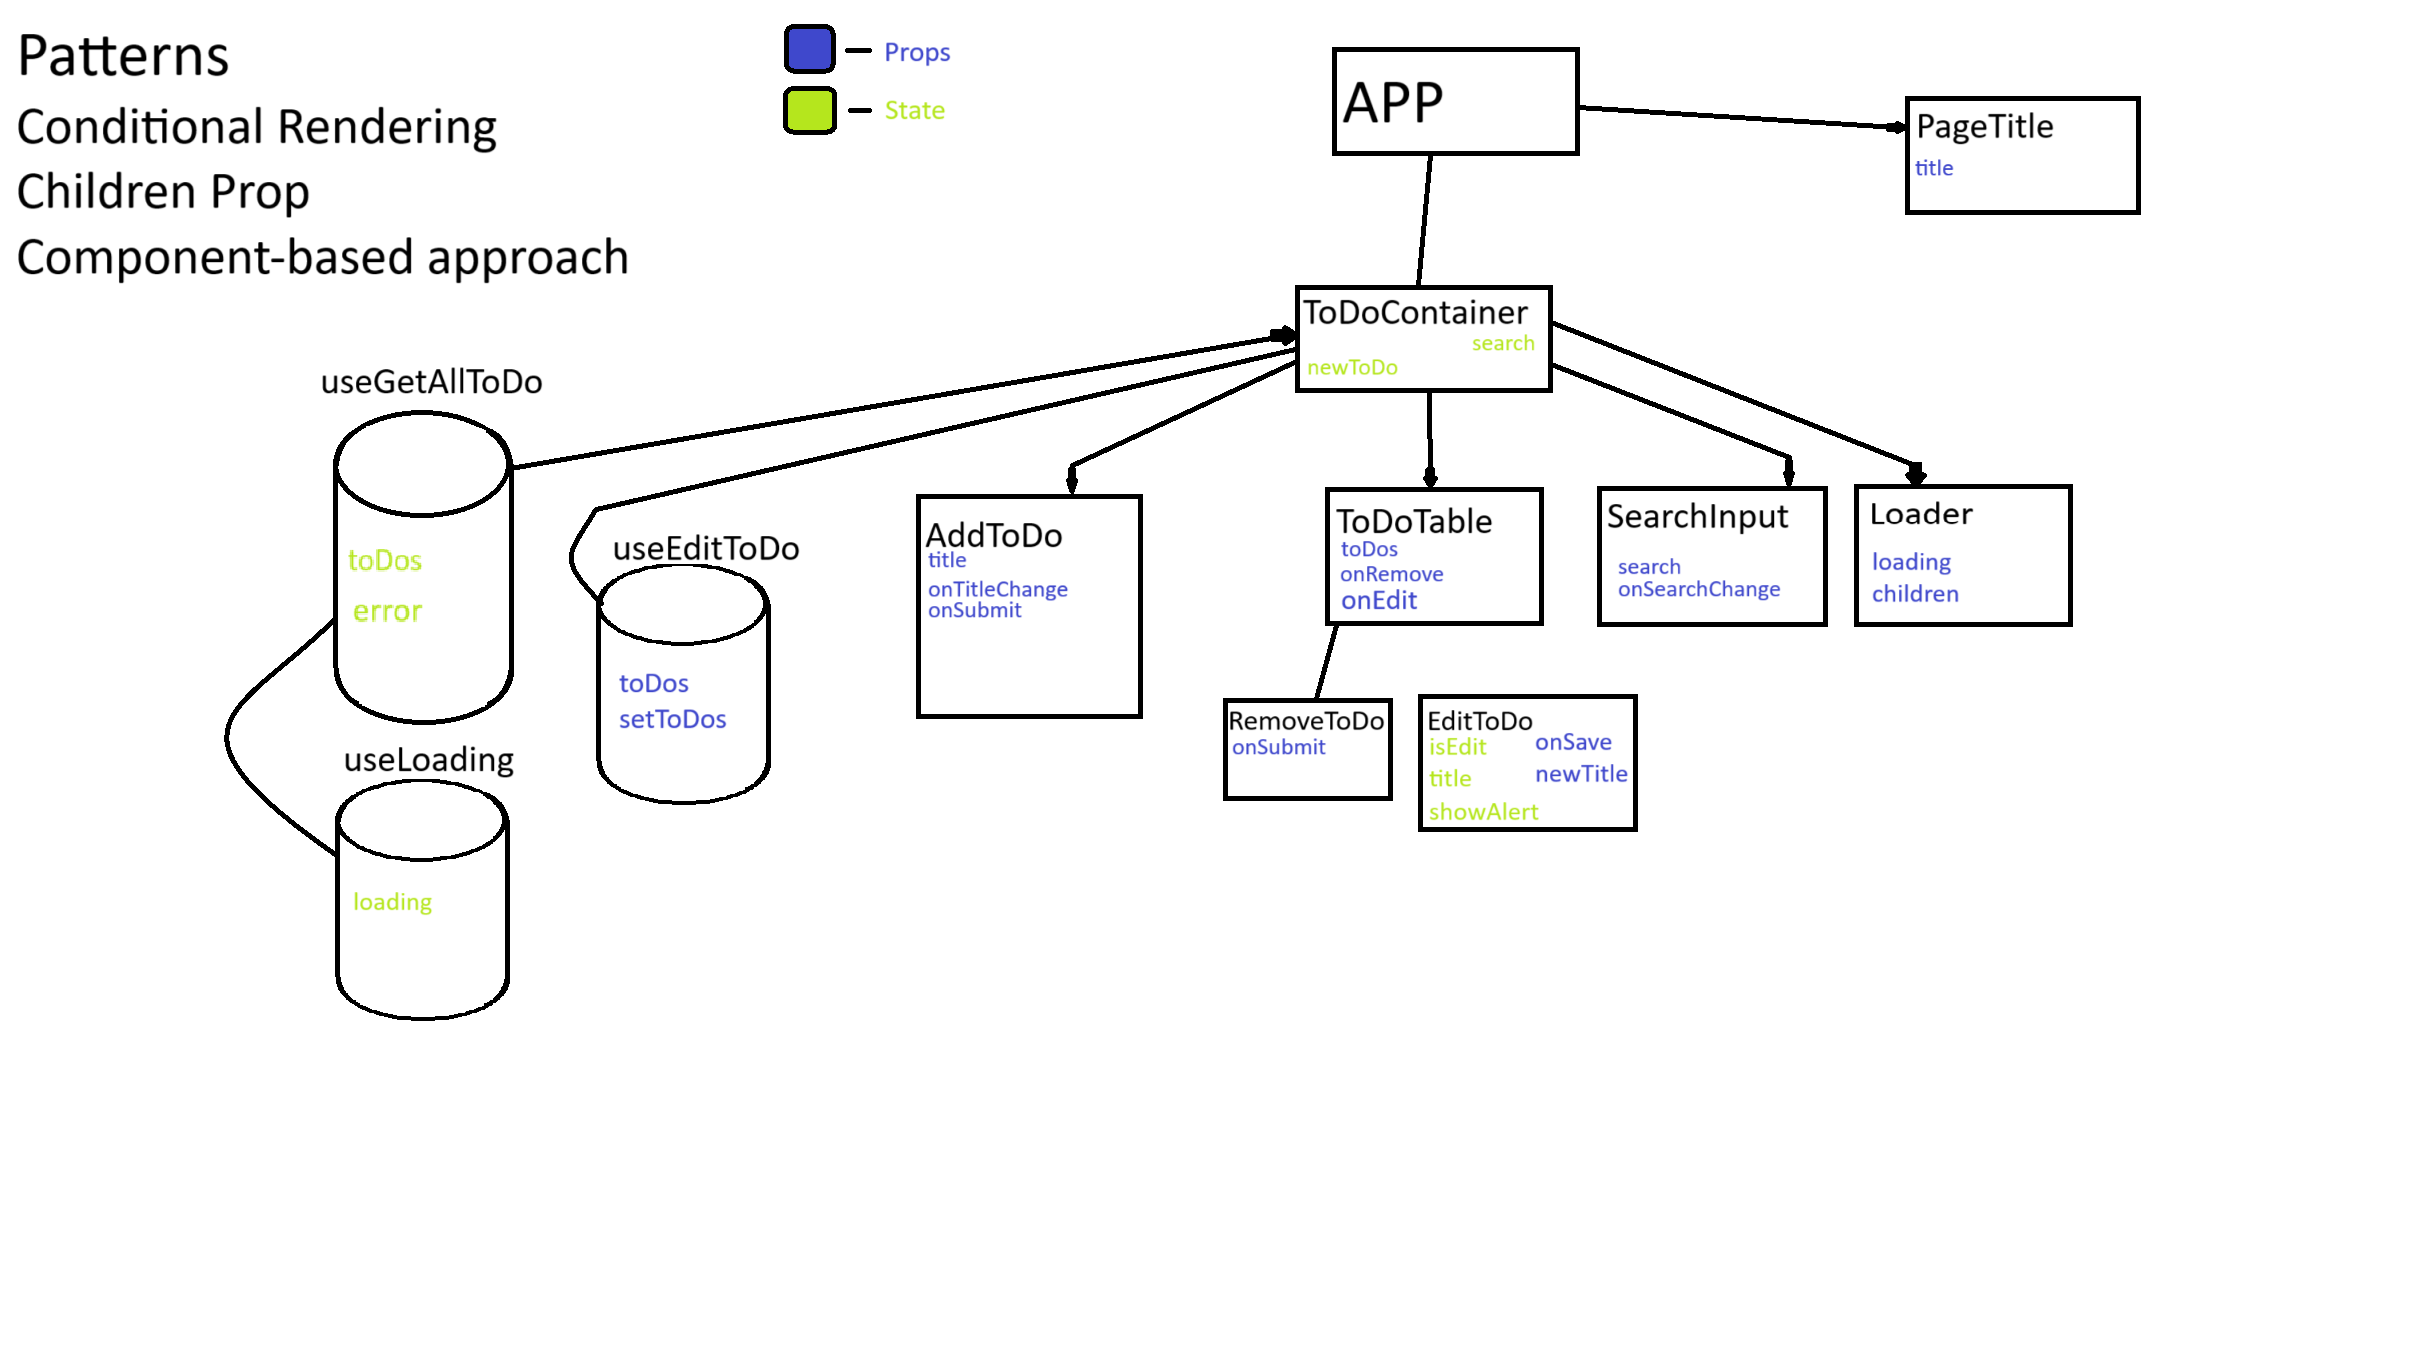 Patterns
Conditional Rendering
Children Prop
Component-based approach
Props
State
APP
PageTitle
title
ToDoContainer
search
newToDo
useGetAllToDo
toDos
error
useEditToDo
toDos
setToDos
useLoading
loading
AddToDo
title
onTitleChange
onSubmit
ToDoTable
toDos
onRemove
onEdit
SearchInput
search
onSearchChange
Loader
loading
children
RemoveToDo
onSubmit
EditToDo
isEdit
title
showAlert
onSave
newTitle